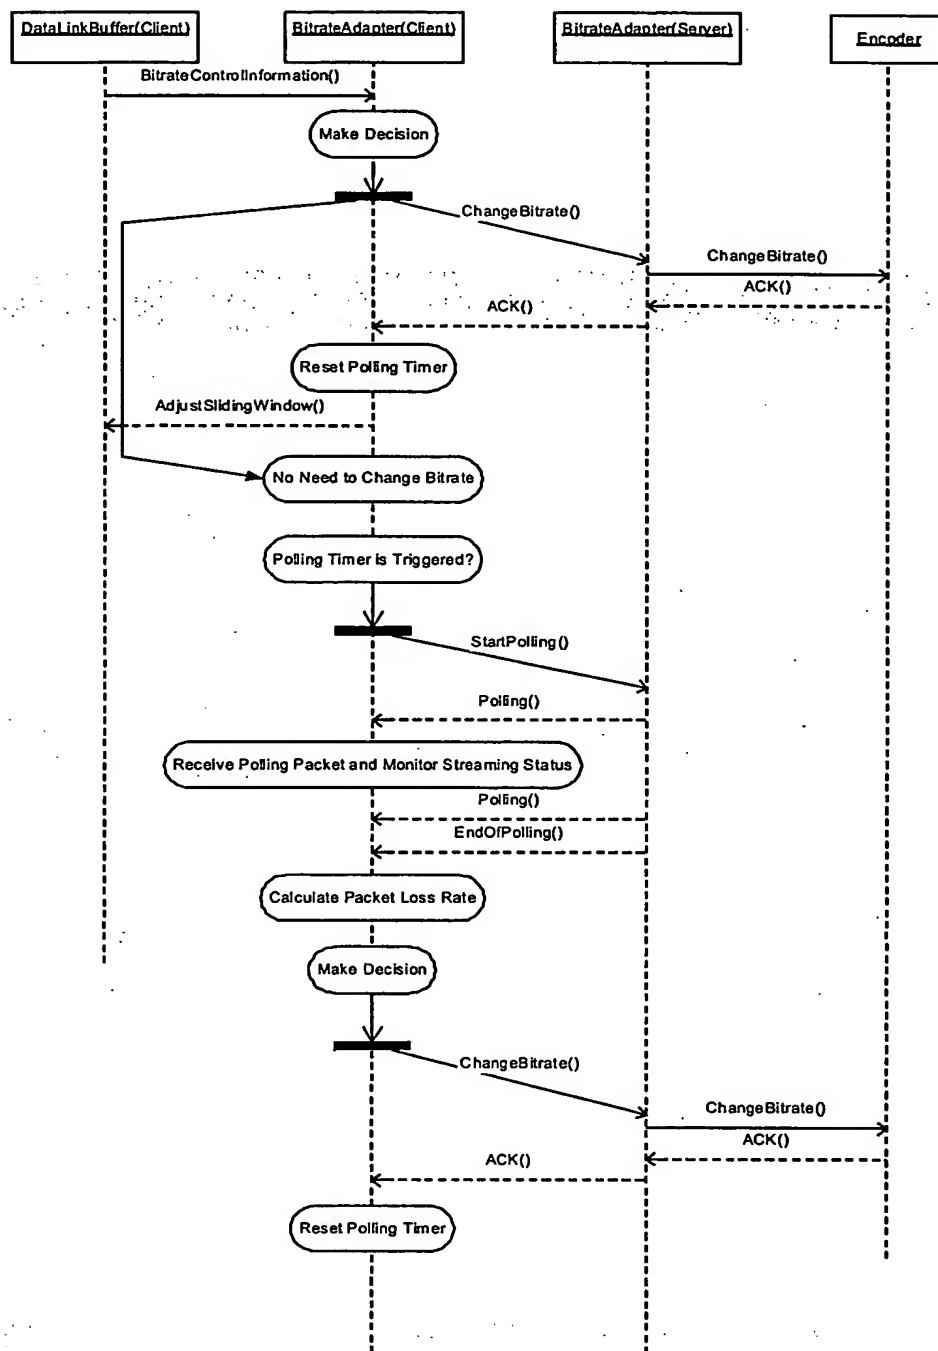 DataLinkBuffer(Client)
BitrateAdapter(Client)
BitrateAdapter(Server)
Encoder
BitrateControlInformation()
Make Decision
ChangeBitrate()
ChangeBitrate()
ACK()
ACK()
Reset Polling Timer
AdjustSlidingWindow()
No Need to Change Bitrate
Polling Timer is Triggered?
StartPolling()
Polling()
Receive Polling Packet and Monitor Streaming Status
Polling()
EndOfPolling()
Calculate Packet Loss Rate
Make Decision
ChangeBitrate()
ChangeBitrate()
ACK()
ACK()
Reset Polling Timer